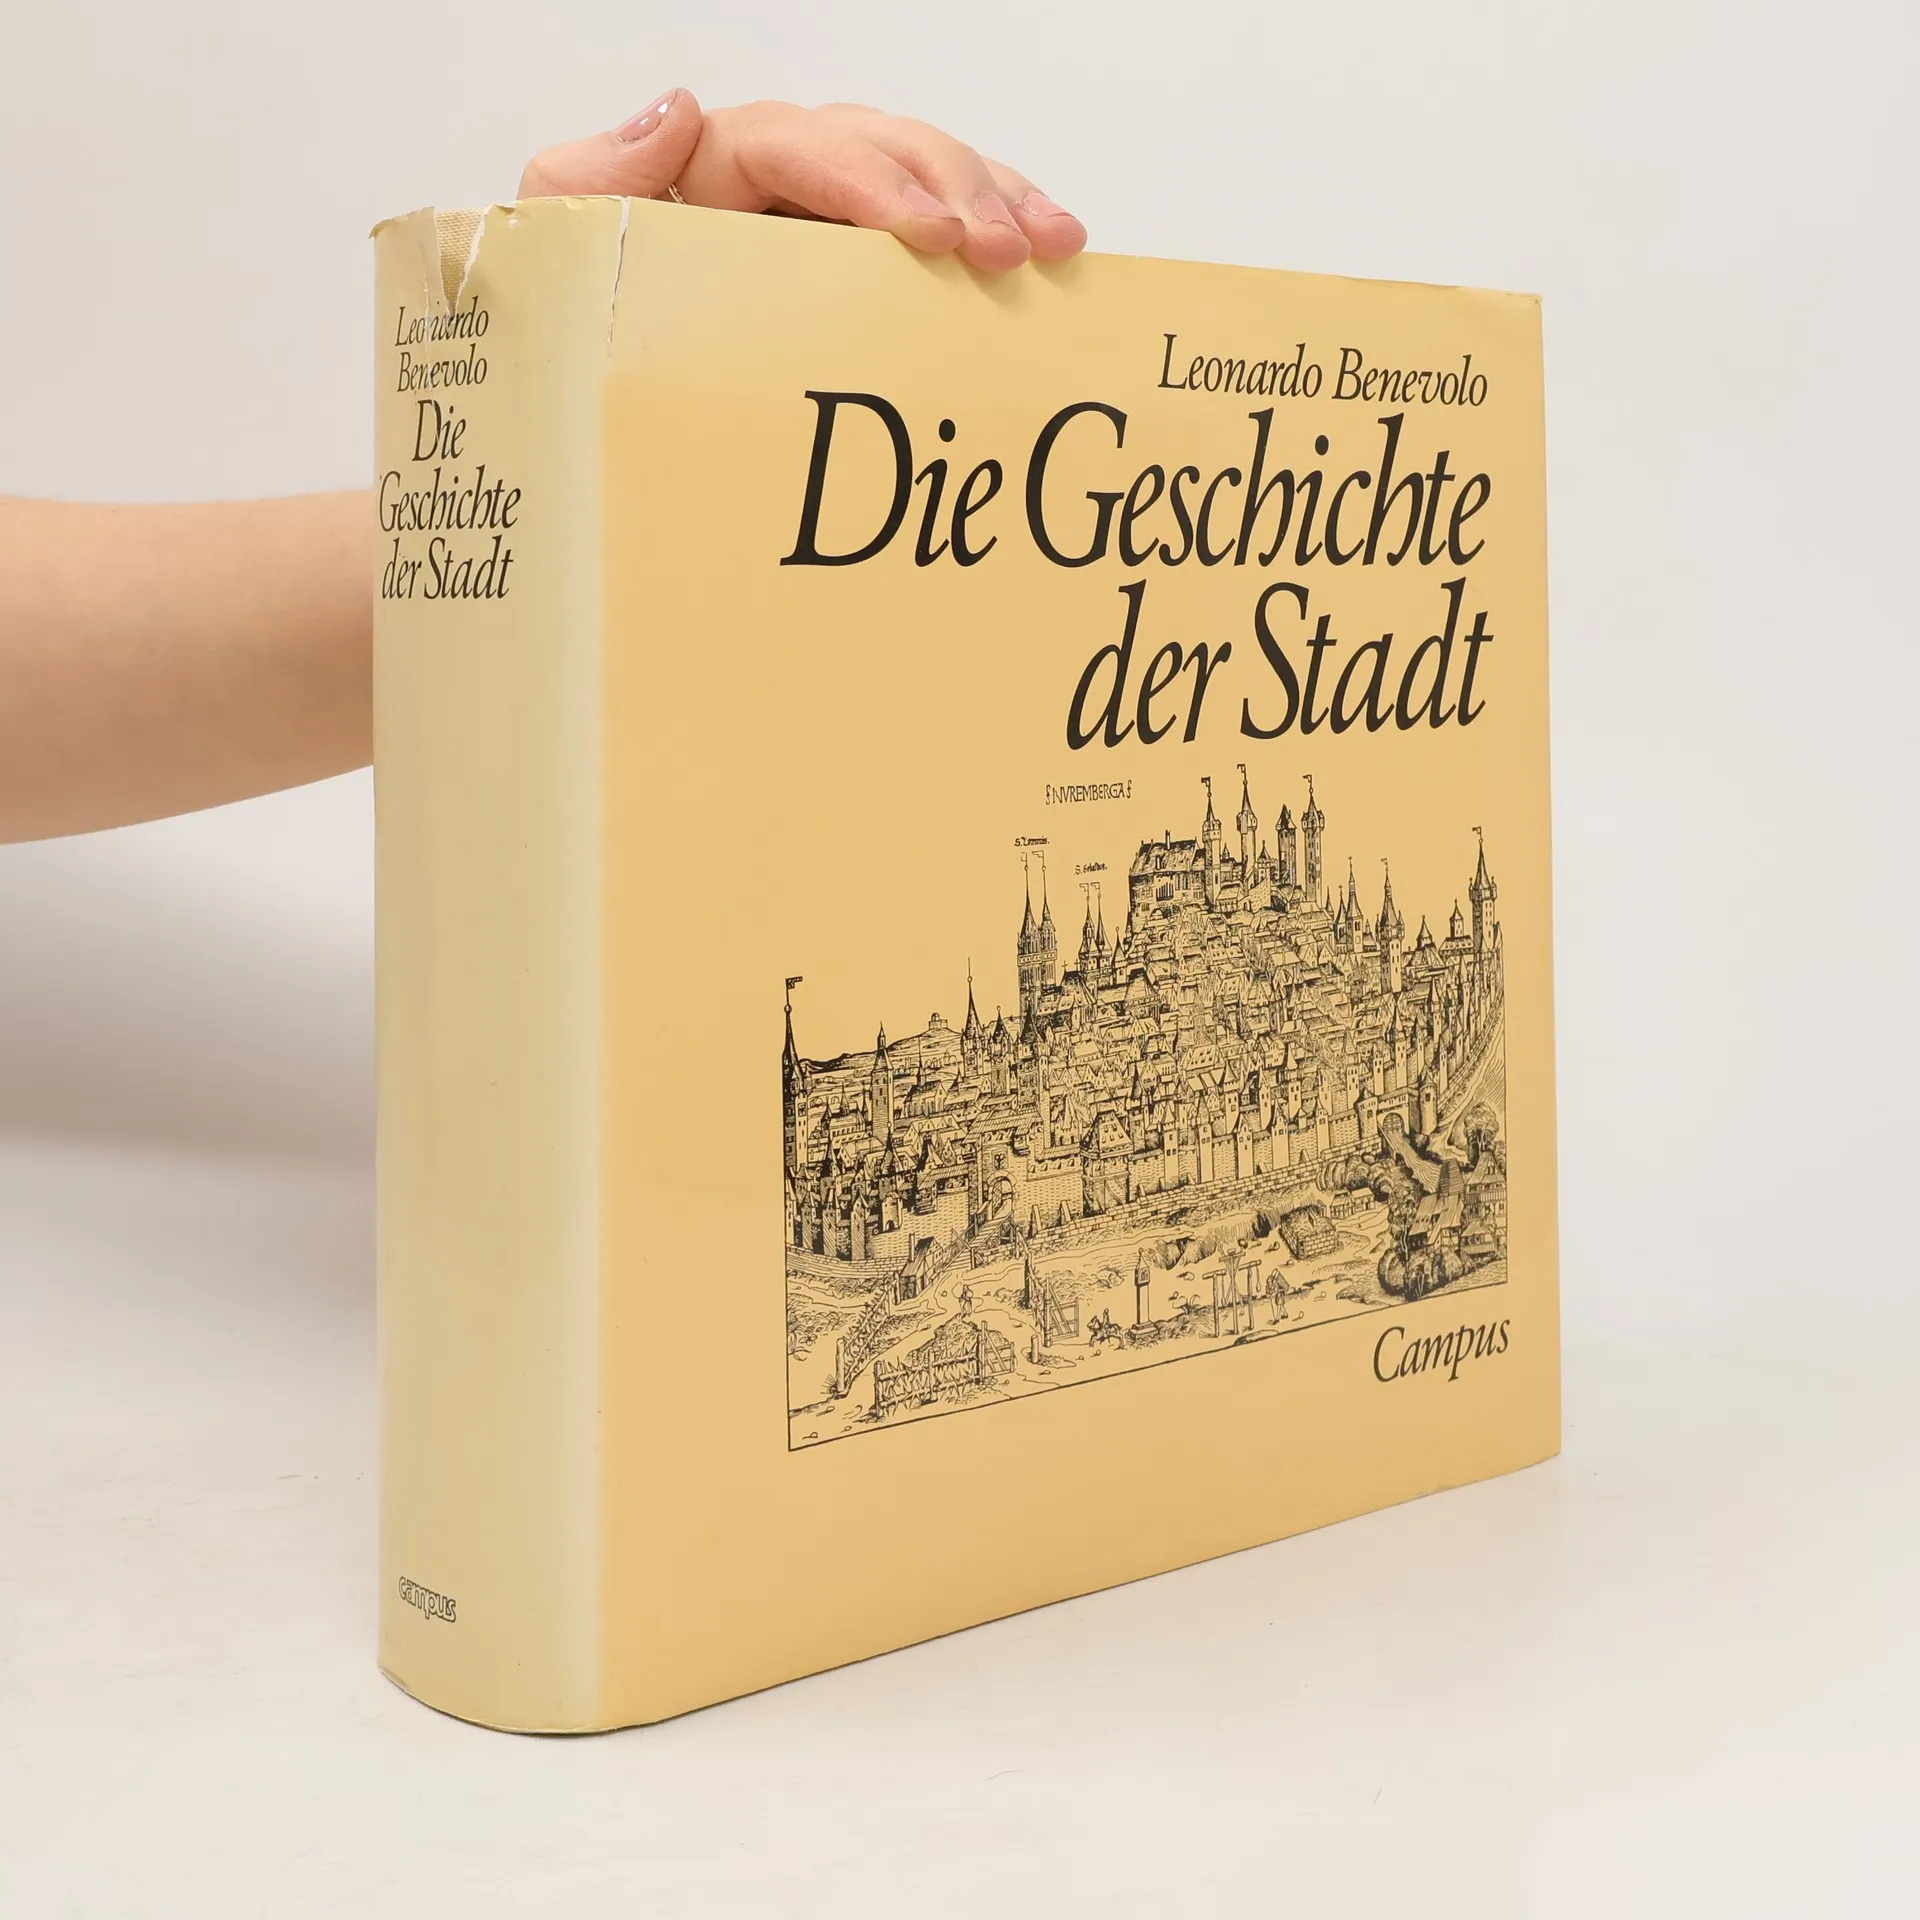 Leonardo
Benevolo
Die
Geschichte
der Stadt
campus
Leonardo Benevolo
Die Geschichte
der Stadt
NVREMBERGA
Campus